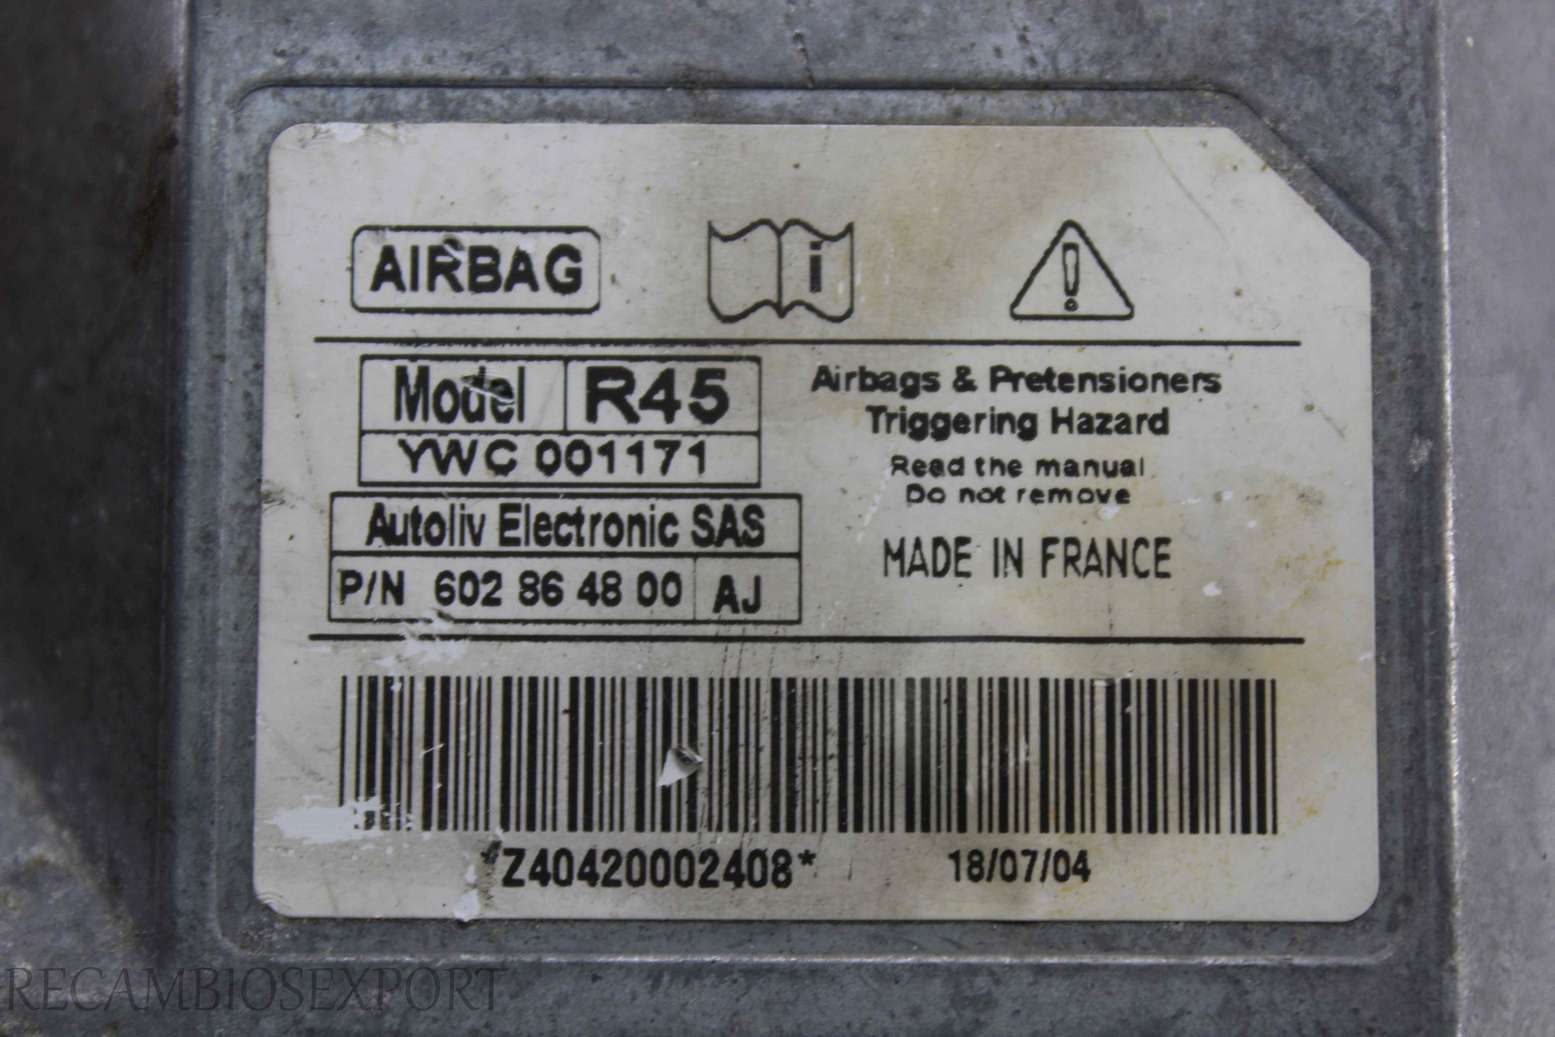 AIRBAG
i
!
Model R45
YWC 001171
Autoliv Electronic SAS
P/N 602 86 48 00 AJ
Airbags & Pretensioners
Triggering Hazard
Read the manual
Do not remove
MADE IN FRANCE
*Z40420002408*
18/07/04
RECAMBIOSEXPORT